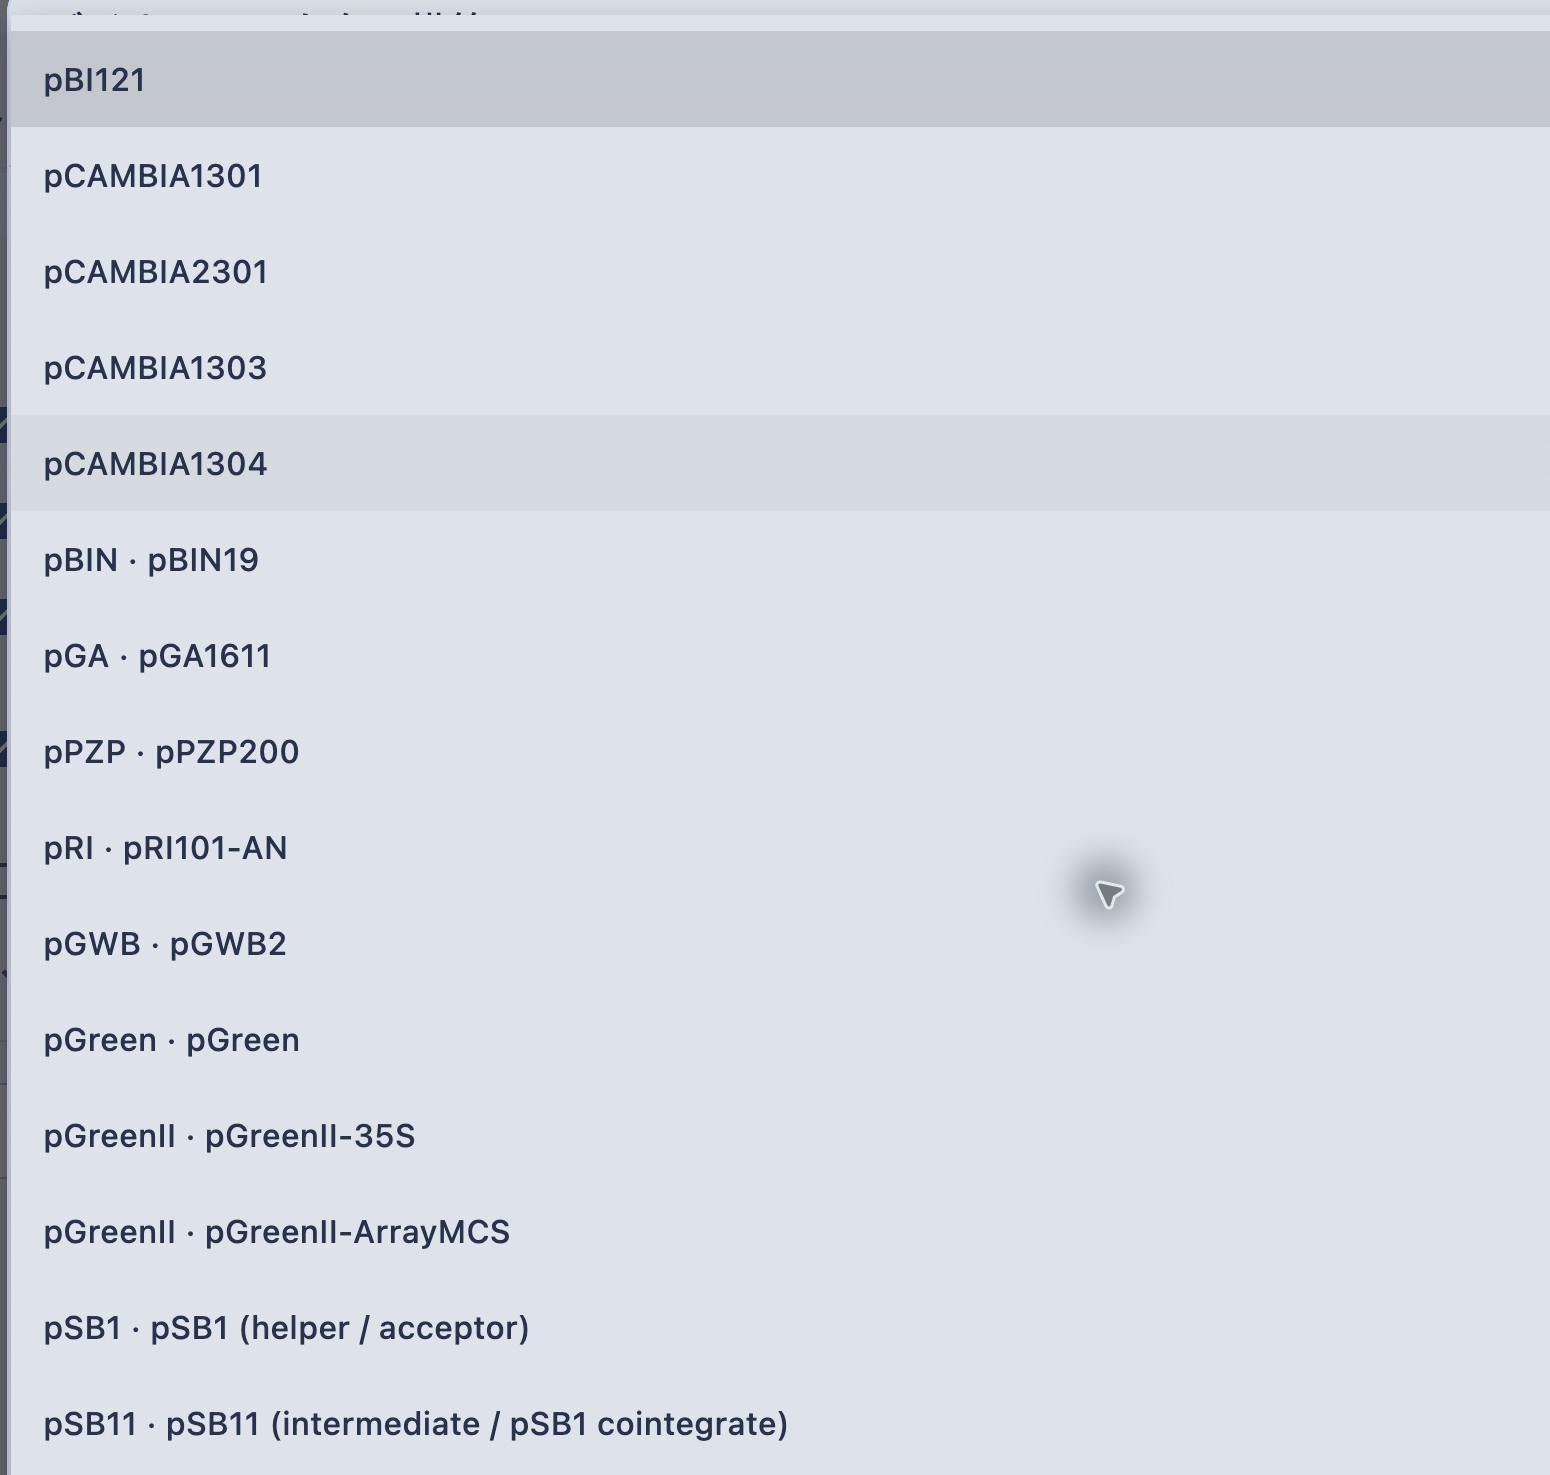 pBI121
pCAMBIA1301
pCAMBIA2301
pCAMBIA1303
pCAMBIA1304
pBIN · pBIN19
pGA · pGA1611
pPZP · pPZP200
pRI · pRI101-AN
pGWB · pGWB2
pGreen · pGreen
pGreenII · pGreenII-35S
pGreenII · pGreenII-ArrayMCS
pSB1 · pSB1 (helper / acceptor)
pSB11 · pSB11 (intermediate / pSB1 cointegrate)